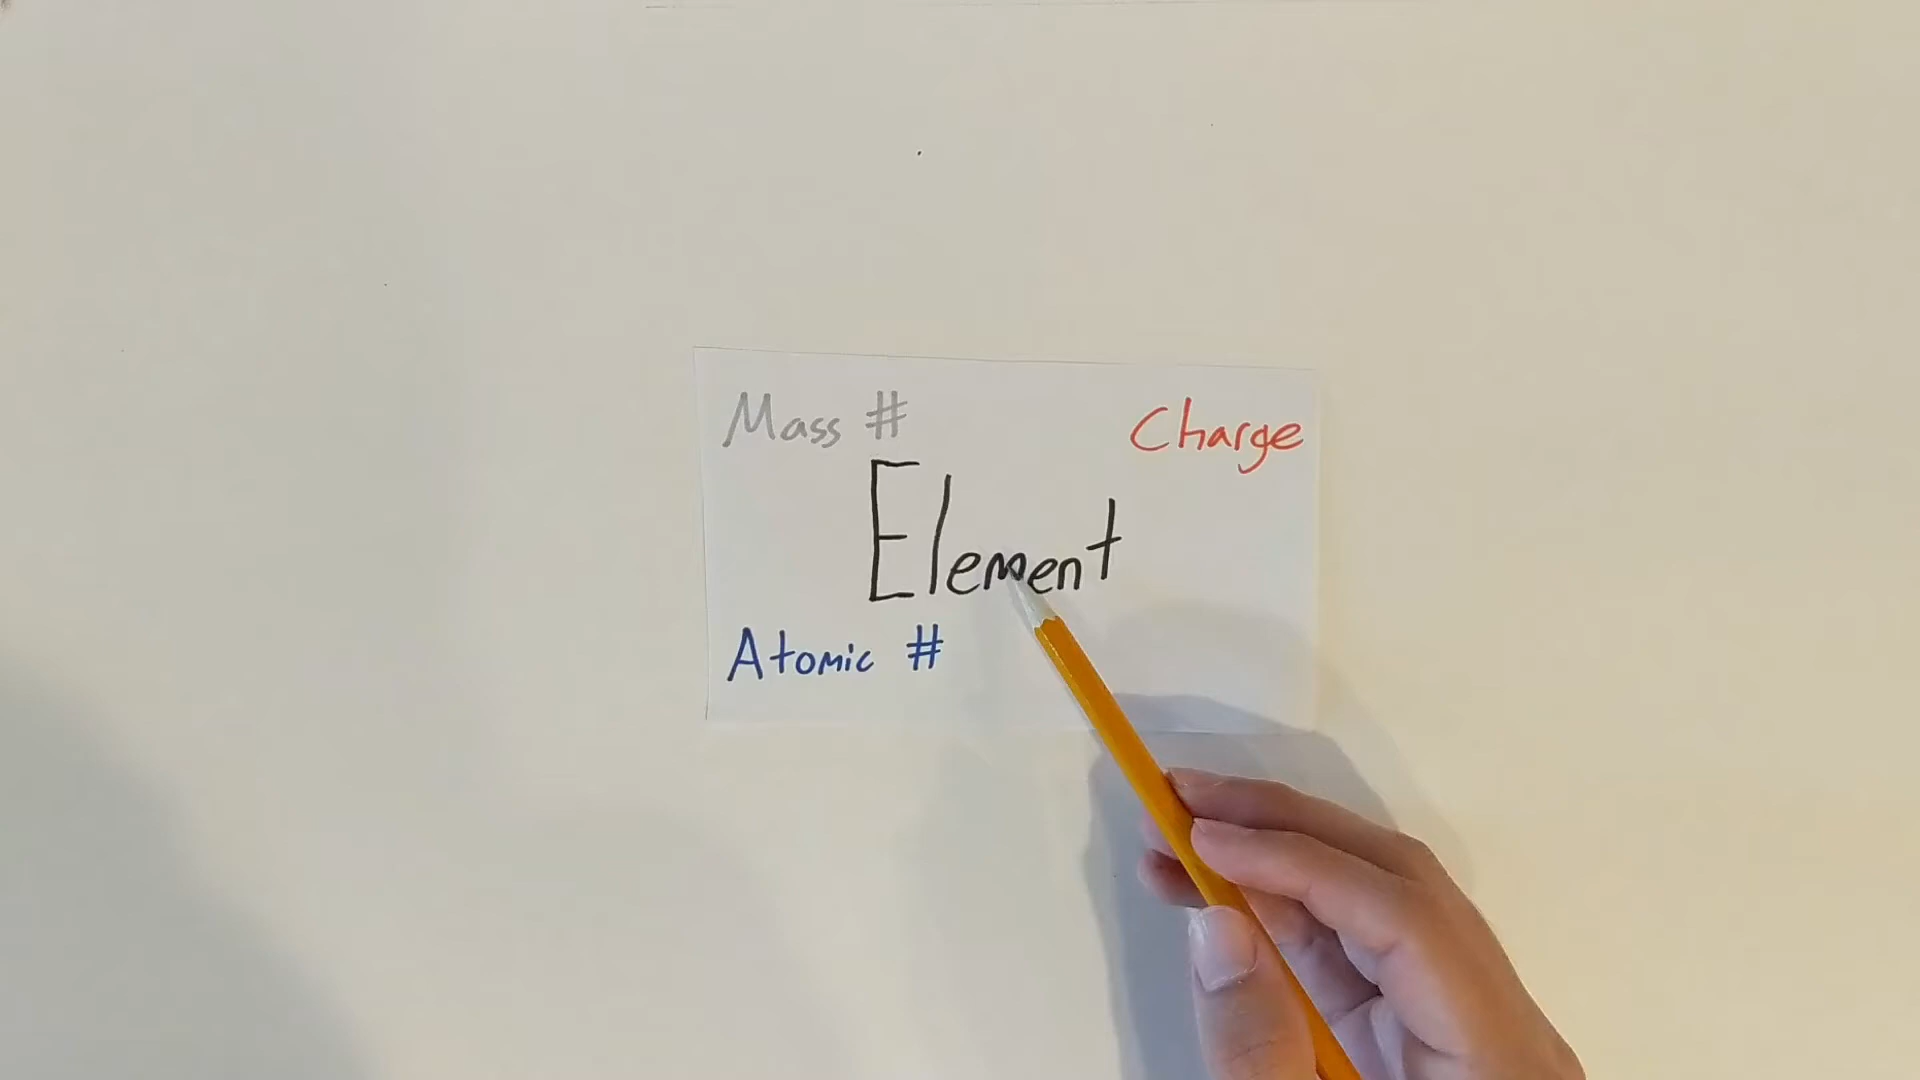 Mass #
Charge
Element
Atomic #